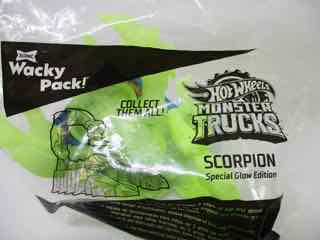 Wacky
Pack!
COLLECT
THEM ALL!
HOT WHEELS
MONSTER
TRUCKS
SCORPION
Special Glow Edition